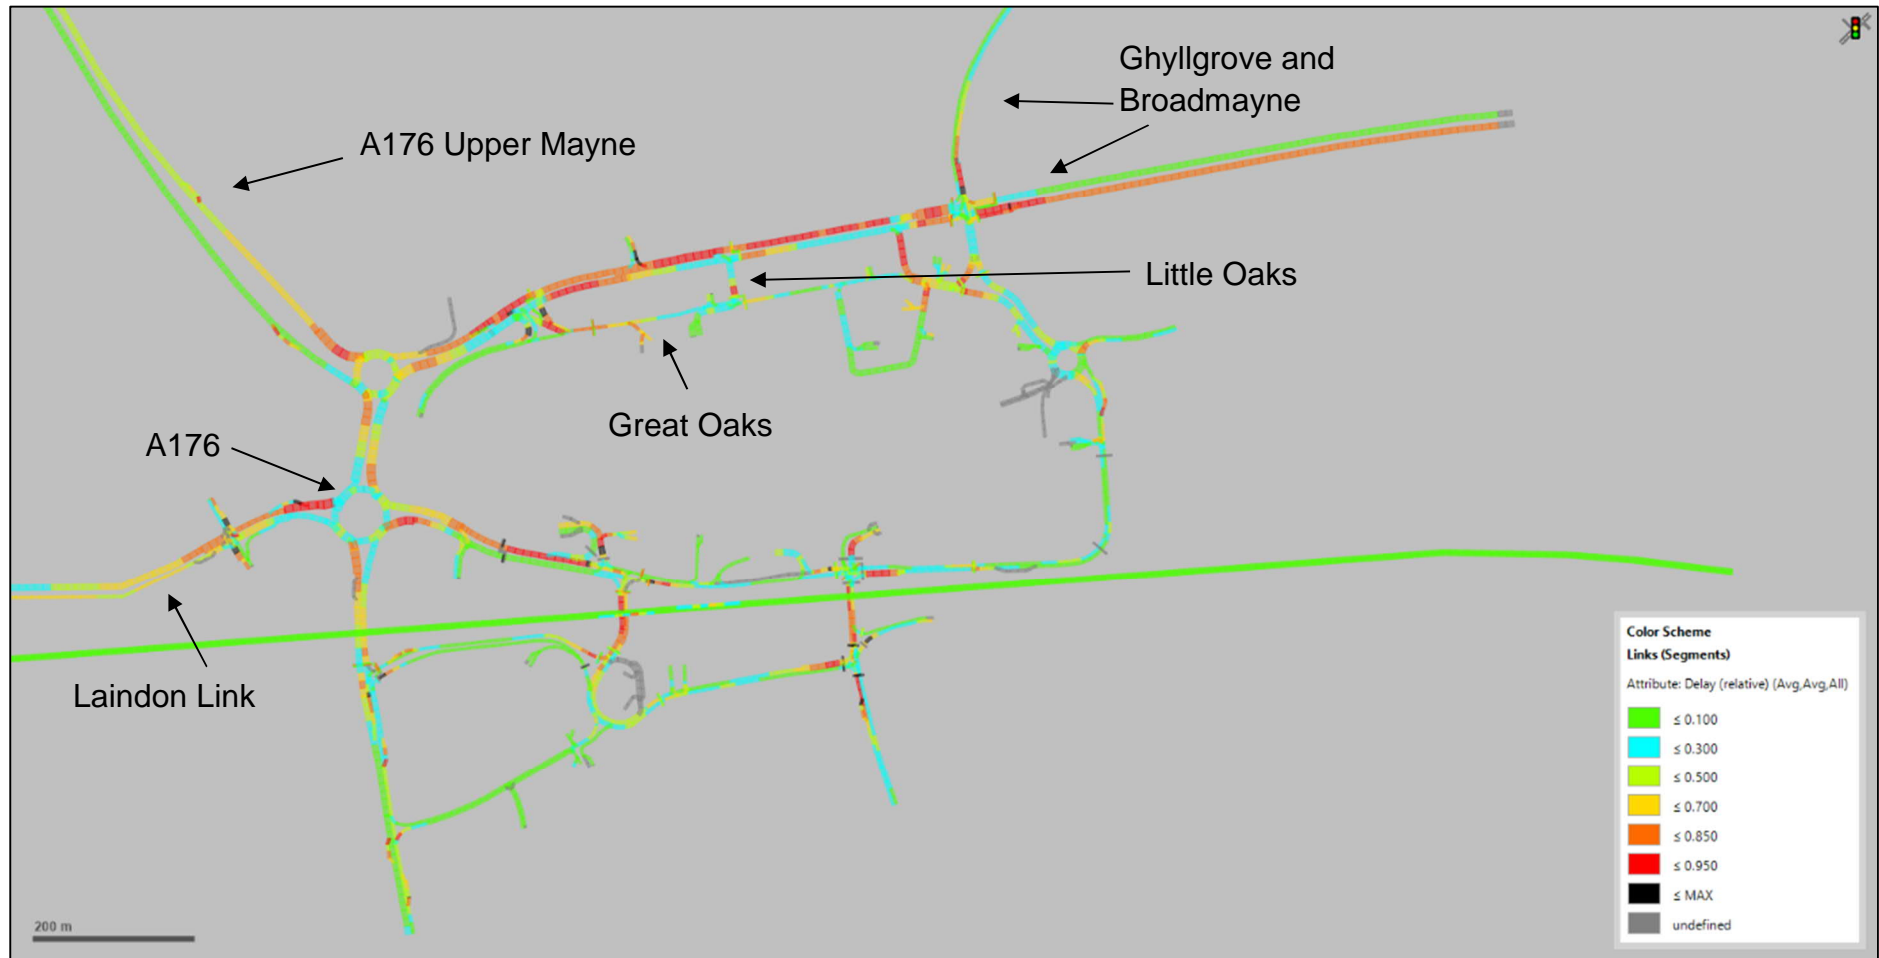 Ghyllgrove and
Broadmayne
A176 Upper Mayne
Little Oaks
Great Oaks
A176
Laindon Link
200 m
Color Scheme
Links (Segments)
Attribute: Delay (relative) (Avg,Avg,All)
≤ 0.100
≤ 0.300
≤ 0.500
≤ 0.700
≤ 0.850
≤ 0.950
≤ MAX
undefined